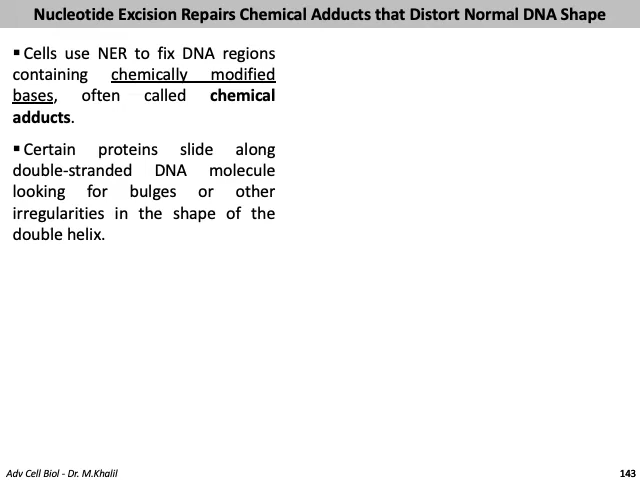 Nucleotide Excision Repairs Chemical Adducts that Distort Normal DNA Shape
▪ Cells use NER to fix DNA regions
containing chemically modified
bases, often called chemical
adducts.
▪ Certain proteins slide along
double-stranded DNA molecule
looking for bulges or other
irregularities in the shape of the
double helix.
Adv Cell Biol - Dr. M.Khalil
143